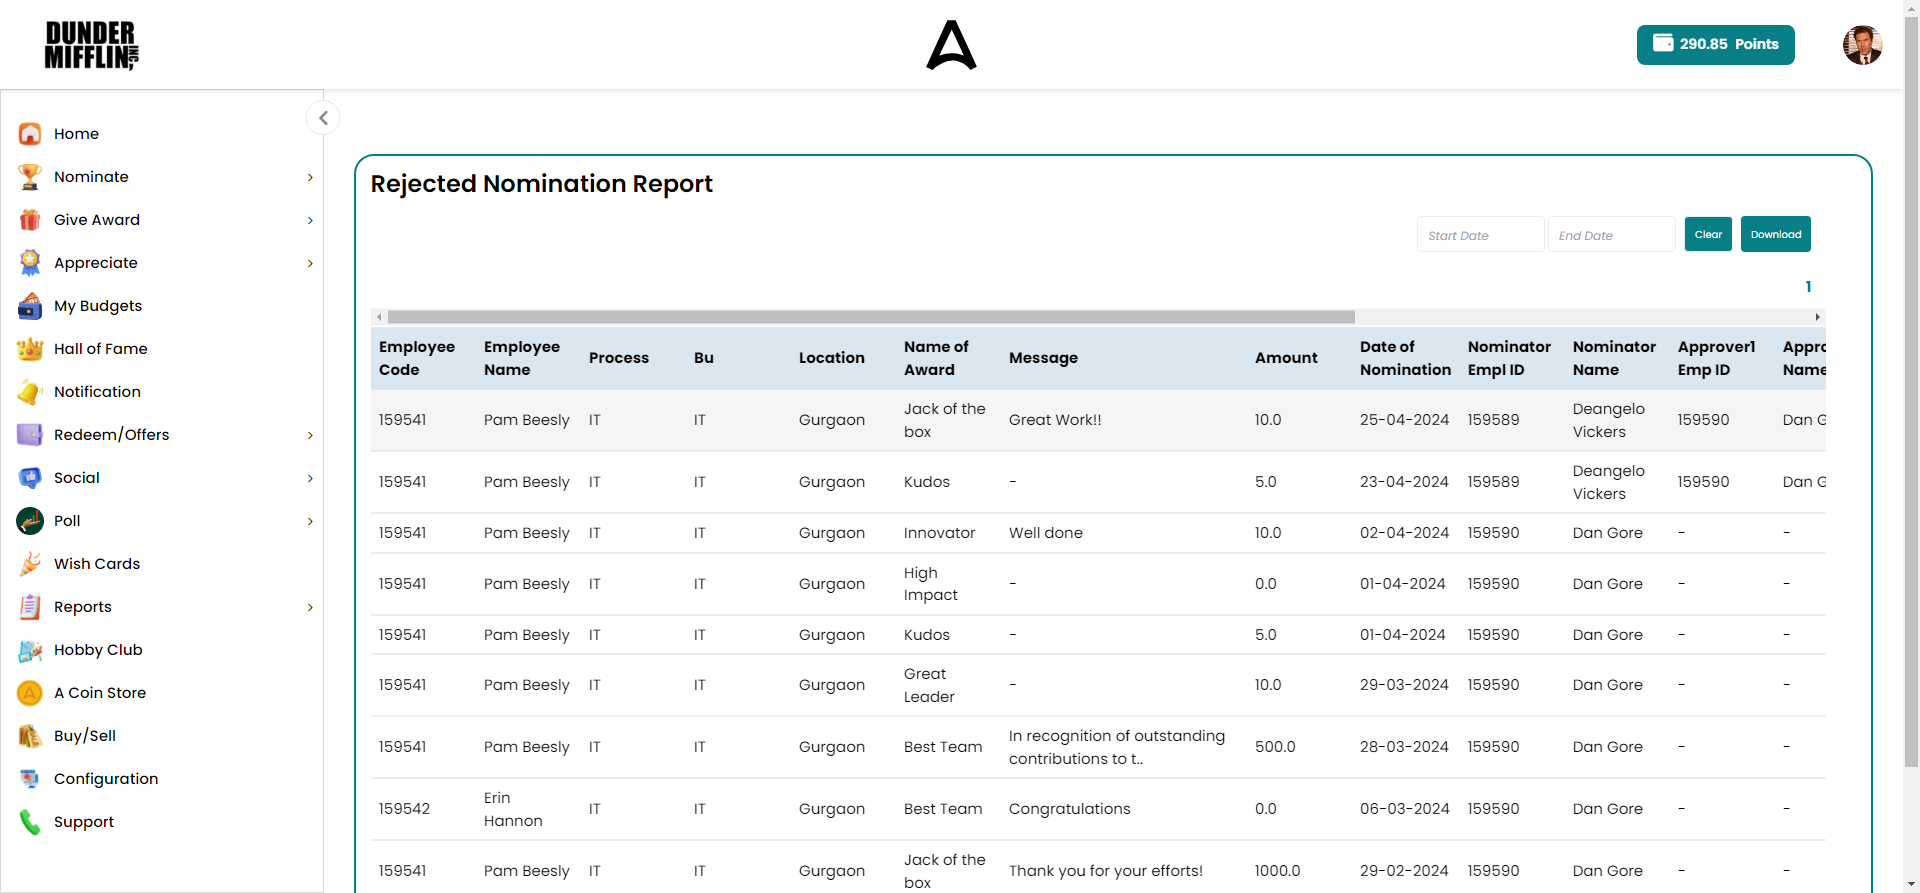 DUNDER
MIFFLIN INC,
290.85 Points
Home
Nominate
Give Award
Appreciate
My Budgets
Hall of Fame
Notification
Redeem/Offers
Social
Poll
Wish Cards
Reports
Hobby Club
A Coin Store
Buy/Sell
Configuration
Support
Rejected Nomination Report
Start Date End Date Clear Download
1
Employee Code Employee Name Process Bu Location Name of Award Message Amount Date of Nomination Nominator Empl ID Nominator Name Approver1 Emp ID Appro Name
159541 Pam Beesly IT IT Gurgaon Jack of the box Great Work!! 10.0 25-04-2024 159589 Deangelo Vickers 159590 Dan G
159541 Pam Beesly IT IT Gurgaon Kudos - 5.0 23-04-2024 159589 Deangelo Vickers 159590 Dan G
159541 Pam Beesly IT IT Gurgaon Innovator Well done 10.0 02-04-2024 159590 Dan Gore - -
159541 Pam Beesly IT IT Gurgaon High Impact - 0.0 01-04-2024 159590 Dan Gore - -
159541 Pam Beesly IT IT Gurgaon Kudos - 5.0 01-04-2024 159590 Dan Gore - -
159541 Pam Beesly IT IT Gurgaon Great Leader - 10.0 29-03-2024 159590 Dan Gore - -
159541 Pam Beesly IT IT Gurgaon Best Team In recognition of outstanding contributions to t.. 500.0 28-03-2024 159590 Dan Gore - -
159542 Erin Hannon IT IT Gurgaon Best Team Congratulations 0.0 06-03-2024 159590 Dan Gore - -
159541 Pam Beesly IT IT Gurgaon Jack of the box Thank you for your efforts! 1000.0 29-02-2024 159590 Dan Gore - -